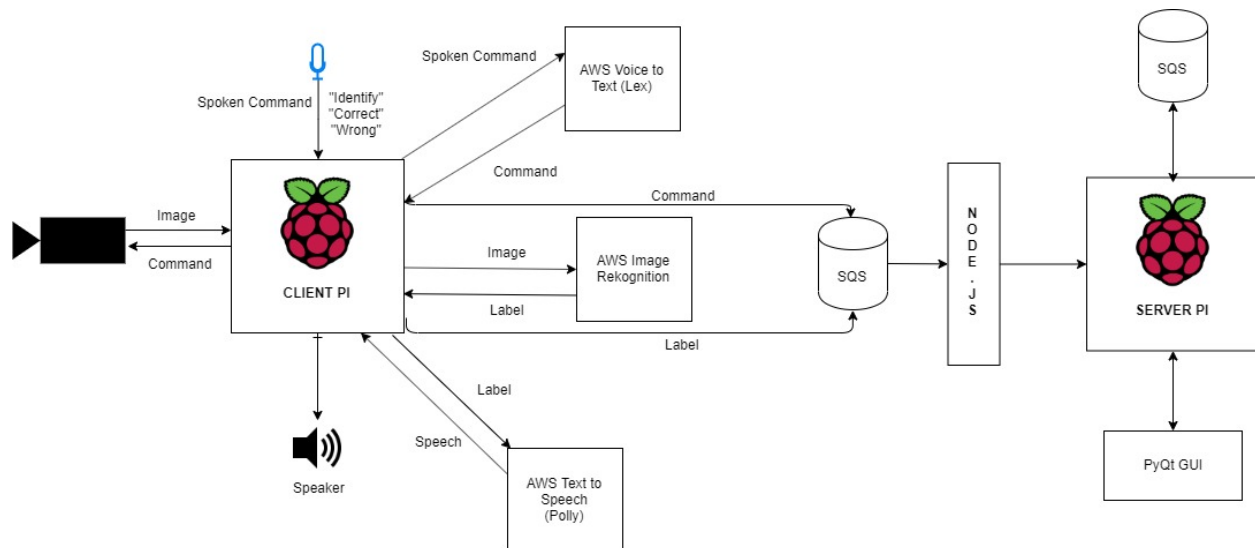 Spoken Command
"Identify"
"Correct"
"Wrong"
Spoken Command
AWS Voice to
Text (Lex)
Command
Image
Command
CLIENT PI
Command
Image
AWS Image
Rekognition
Label
Label
SQS
NODE.JS
SQS
SERVER PI
PyQt GUI
Label
Speech
AWS Text to
Speech
(Polly)
Speaker